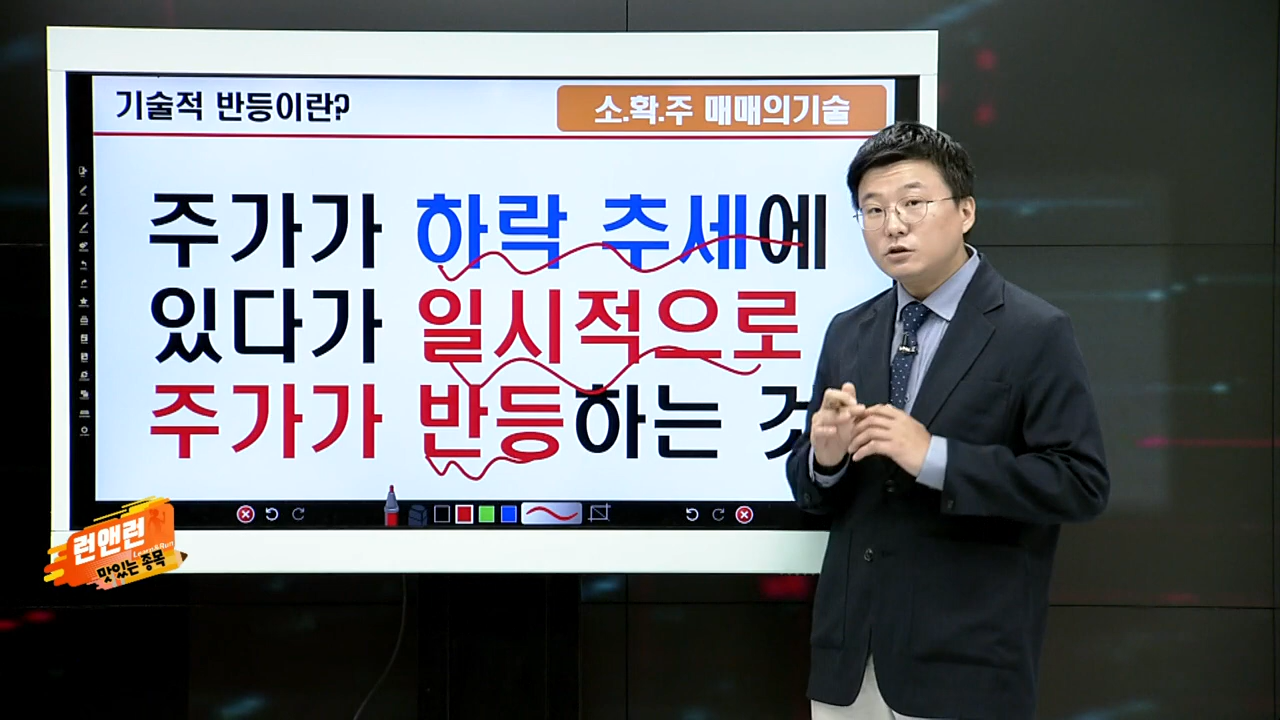 기술적 반등이란?
소.확.주 매매의기술
주가가 하락 추세에
있다가 일시적으로
주가가 반등하는 것
런앤런
Learn&Run
맛있는 종목